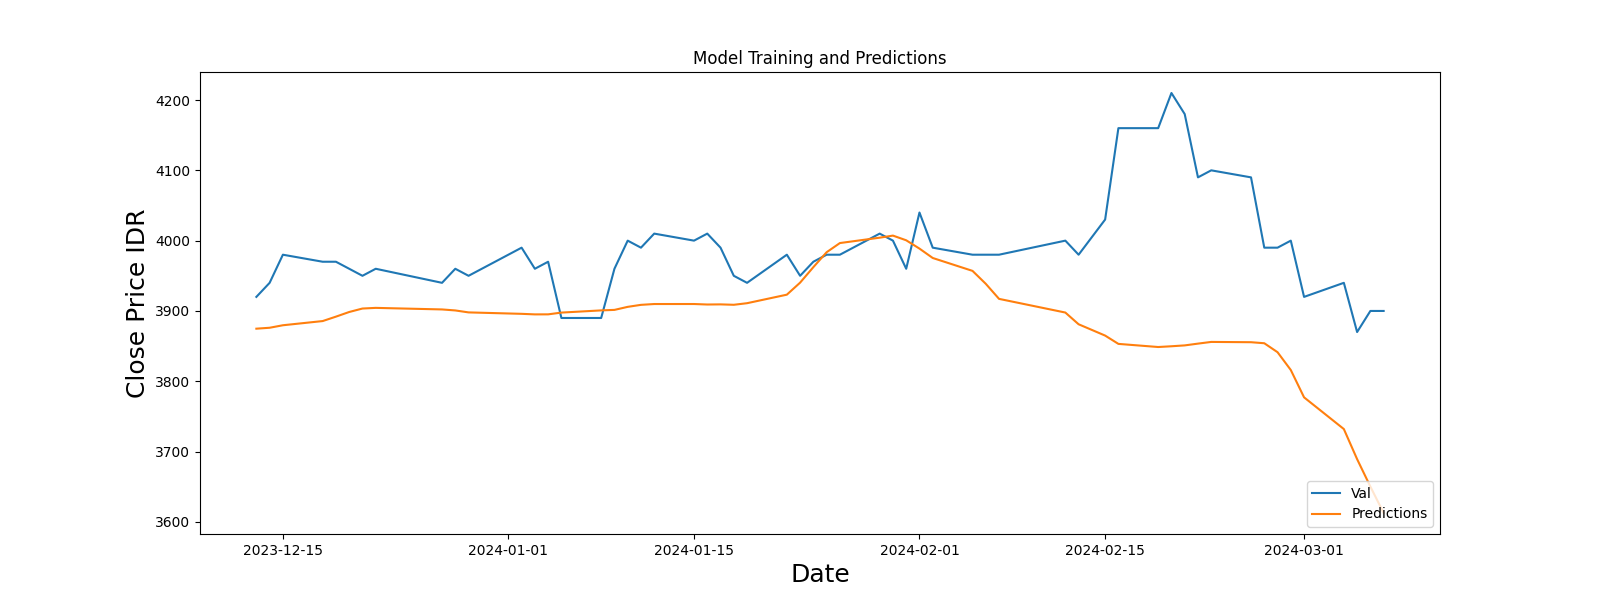 Model Training and Predictions
Close Price IDR
4200
4100
4000
3900
3800
3700
3600
2023-12-15
2024-01-01
2024-01-15
2024-02-01
2024-02-15
2024-03-01
Date
Val
Predictions